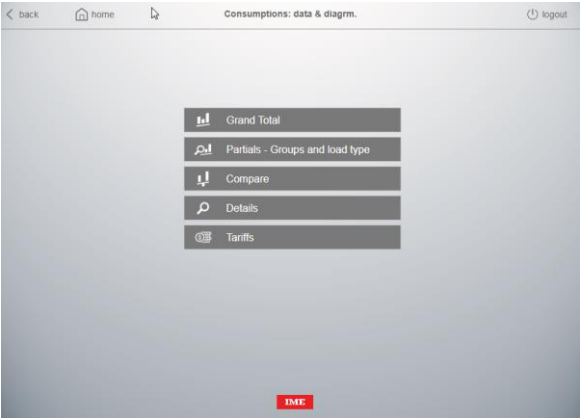 back home Consumptions: data & diagrm. logout
Grand Total
Partials - Groups and load type
Compare
Details
Tariffs
IME